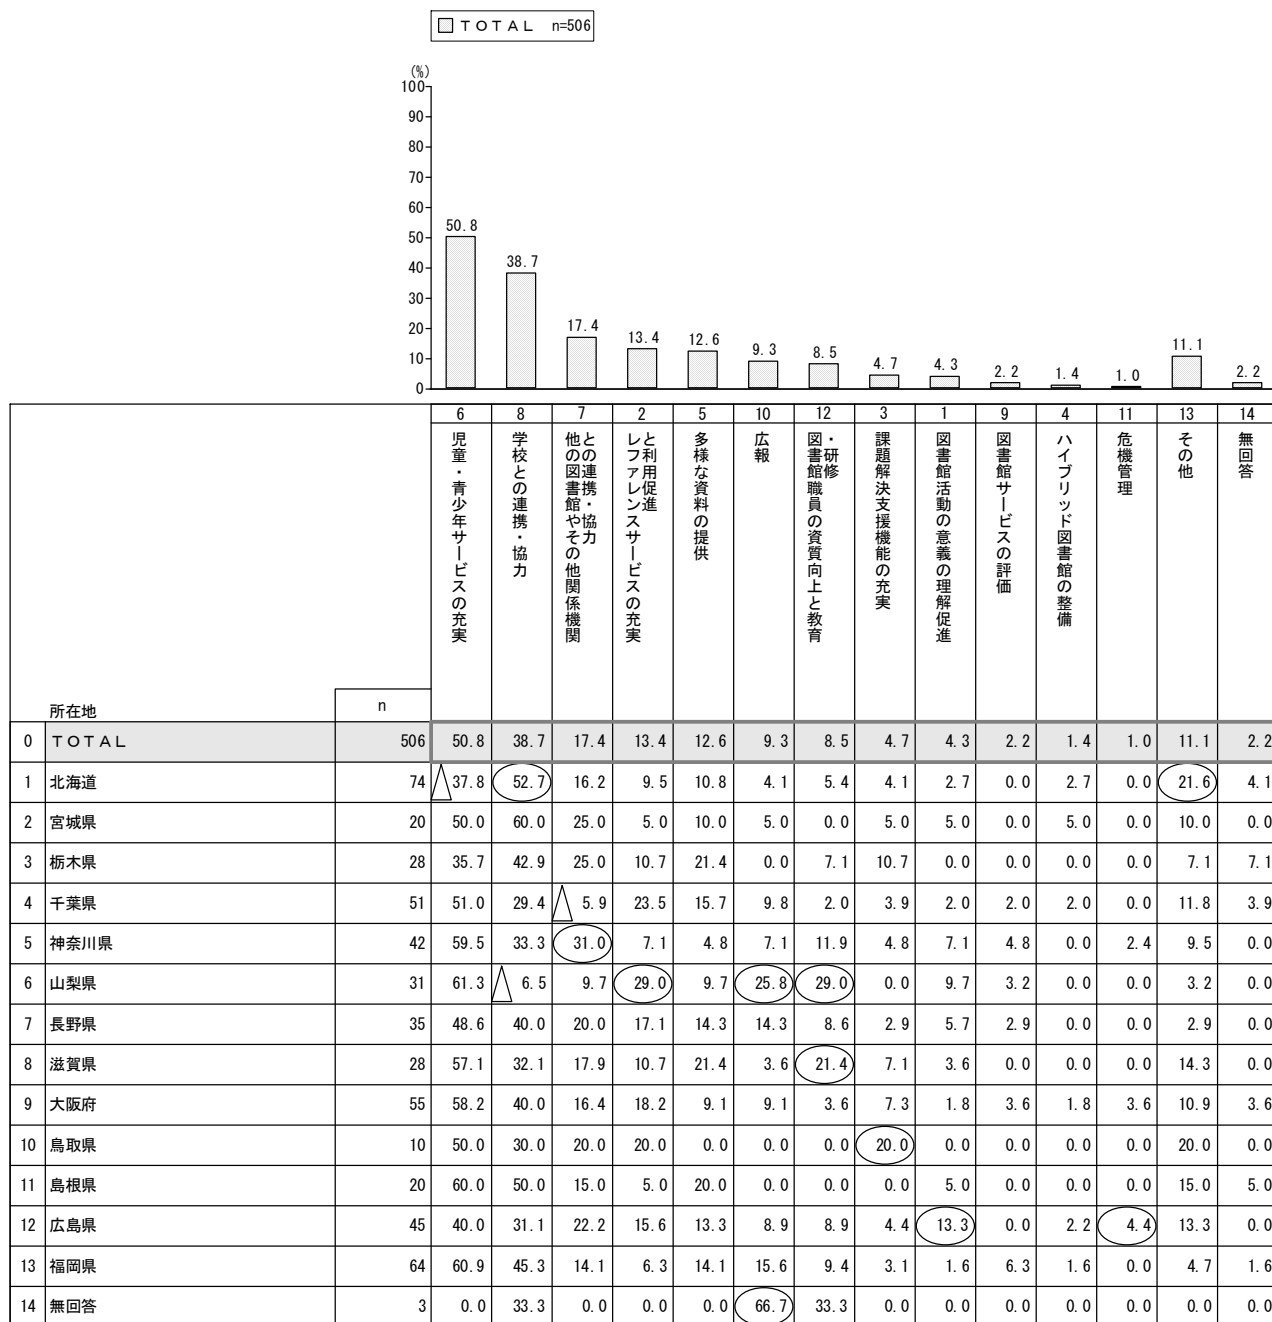 ＴＯＴＡＬ n=506
(%)
100
90
80
70
60
50
40
30
20
10
0
50.8 38.7 17.4 13.4 12.6 9.3 8.5 4.7 4.3 2.2 1.4 1.0 11.1 2.2
6 8 7 2 5 10 12 3 1 9 4 11 13 14
児童・青少年サービスの充実
学校との連携・協力
他の図書館やその他関係機関
との連携・協力
レファレンスサービスの充実
と利用促進
多様な資料の提供
広報
図書館職員の資質向上と教育
・研修
課題解決支援機能の充実
図書館活動の意義の理解促進
図書館サービスの評価
ハイブリッド図書館の整備
危機管理
その他
無回答
所在地 n
0 ＴＯＴＡＬ 506 50.8 38.7 17.4 13.4 12.6 9.3 8.5 4.7 4.3 2.2 1.4 1.0 11.1 2.2
1 北海道 74 37.8 52.7 16.2 9.5 10.8 4.1 5.4 4.1 2.7 0.0 2.7 0.0 21.6 4.1
2 宮城県 20 50.0 60.0 25.0 5.0 10.0 5.0 0.0 5.0 5.0 0.0 5.0 0.0 10.0 0.0
3 栃木県 28 35.7 42.9 25.0 10.7 21.4 0.0 7.1 10.7 0.0 0.0 0.0 0.0 7.1 7.1
4 千葉県 51 51.0 29.4 5.9 23.5 15.7 9.8 2.0 3.9 2.0 2.0 2.0 0.0 11.8 3.9
5 神奈川県 42 59.5 33.3 31.0 7.1 4.8 7.1 11.9 4.8 7.1 4.8 0.0 2.4 9.5 0.0
6 山梨県 31 61.3 6.5 9.7 29.0 9.7 25.8 29.0 0.0 9.7 3.2 0.0 0.0 3.2 0.0
7 長野県 35 48.6 40.0 20.0 17.1 14.3 14.3 8.6 2.9 5.7 2.9 0.0 0.0 2.9 0.0
8 滋賀県 28 57.1 32.1 17.9 10.7 21.4 3.6 21.4 7.1 3.6 0.0 0.0 0.0 14.3 0.0
9 大阪府 55 58.2 40.0 16.4 18.2 9.1 9.1 3.6 7.3 1.8 3.6 1.8 3.6 10.9 3.6
10 鳥取県 10 50.0 30.0 20.0 20.0 0.0 0.0 0.0 20.0 0.0 0.0 0.0 0.0 20.0 0.0
11 島根県 20 60.0 50.0 15.0 5.0 20.0 0.0 0.0 0.0 5.0 0.0 0.0 0.0 15.0 5.0
12 広島県 45 40.0 31.1 22.2 15.6 13.3 8.9 8.9 4.4 13.3 0.0 2.2 4.4 13.3 0.0
13 福岡県 64 60.9 45.3 14.1 6.3 14.1 15.6 9.4 3.1 1.6 6.3 1.6 0.0 4.7 1.6
14 無回答 3 0.0 33.3 0.0 0.0 0.0 66.7 33.3 0.0 0.0 0.0 0.0 0.0 0.0 0.0